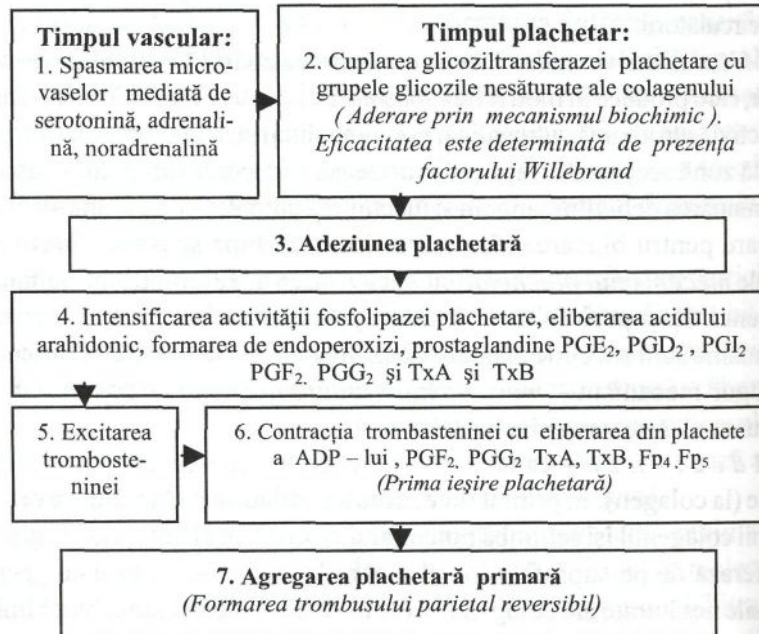 Timpul vascular:
1. Spasmarea micro-
vaselor mediată de
serotonină, adrenali-
nă, noradrenalină
Timpul plachetar:
2. Cuplarea glicoziltransferazei plachetare cu
grupele glicozile nesăturate ale colagenului
( Aderare prin mecanismul biochimic ).
Eficacitatea este determinată de prezența
factorului Willebrand
3. Adeziunea plachetară
4. Intensificarea activității fosfolipazei plachetare, eliberarea acidului
arahidonic, formarea de endoperoxizi, prostaglandine PGE2, PGD2 , PGI2
PGF2, PGG2 și TxA și TxB
5. Excitarea
tromboste-
ninei
6. Contracția trombasteninei cu eliberarea din plachete
a ADP – lui , PGF2, PGG2 TxA, TxB, Fp4, Fp5
(Prima ieșire plachetară)
7. Agregarea plachetară primară
(Formarea trombusului parietal reversibil)